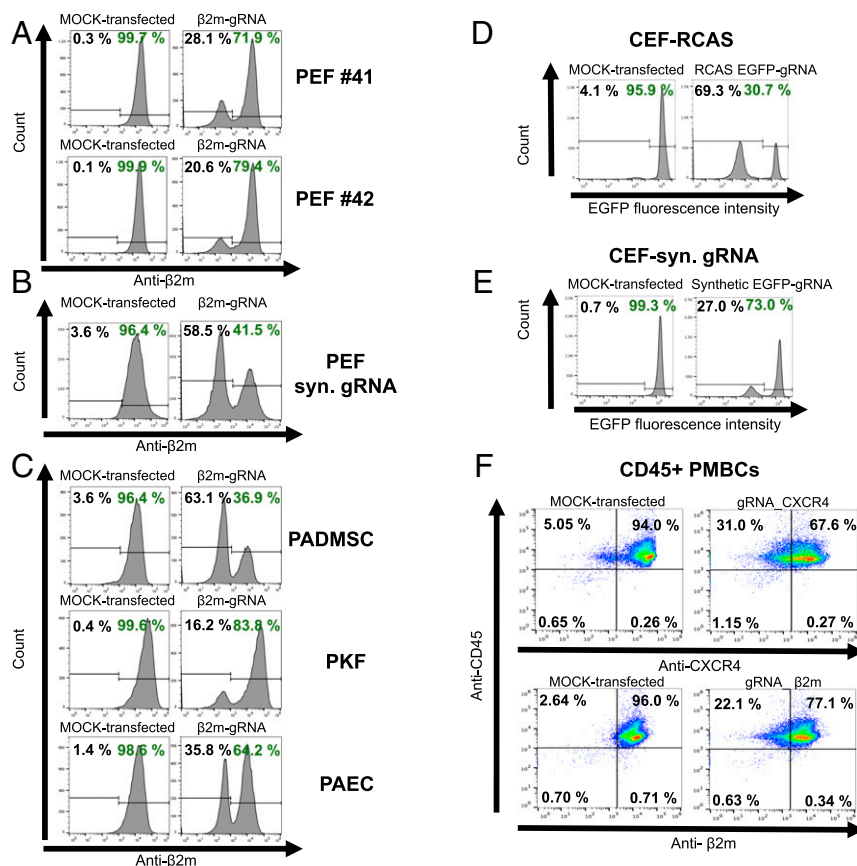 A
MOCK-transfected β2m-gRNA
0.3 % 99.7 % 28.1 % 71.9 %
PEF #41
MOCK-transfected
0.1 % 99.9 % 20.6 % 79.4 %
PEF #42
Count
Anti-β2m
B
MOCK-transfected β2m-gRNA
3.6 % 96.4 % 58.5 % 41.5 %
PEF
syn. gRNA
Count
Anti-β2m
C
MOCK-transfected β2m-gRNA
3.6 % 96.4 % 63.1 % 36.9 %
PADMSC
MOCK-transfected β2m-gRNA
0.4 % 99.6 % 16.2 % 83.8 %
PKF
MOCK-transfected β2m-gRNA
1.4 % 98.6 % 35.8 % 64.2 %
PAEC
Count
Anti-β2m
D
CEF-RCAS
MOCK-transfected RCAS EGFP-gRNA
4.1 % 95.9 % 69.3 % 30.7 %
Count
EGFP fluorescence intensity
CEF-syn. gRNA
E
MOCK-transfected Synthetic EGFP-gRNA
0.7 % 99.3 % 27.0 % 73.0 %
Count
EGFP fluorescence intensity
F
CD45+ PMBCs
MOCK-transfected gRNA_CXCR4
5.05 % 94.0 % 31.0 % 67.6 %
0.65 % 0.26 % 1.15 % 0.27 %
Anti-CXCR4
Anti-CD45
MOCK-transfected gRNA_ β2m
2.64 % 96.0 % 22.1 % 77.1 %
0.70 % 0.71 % 0.63 % 0.34 %
Anti- β2m